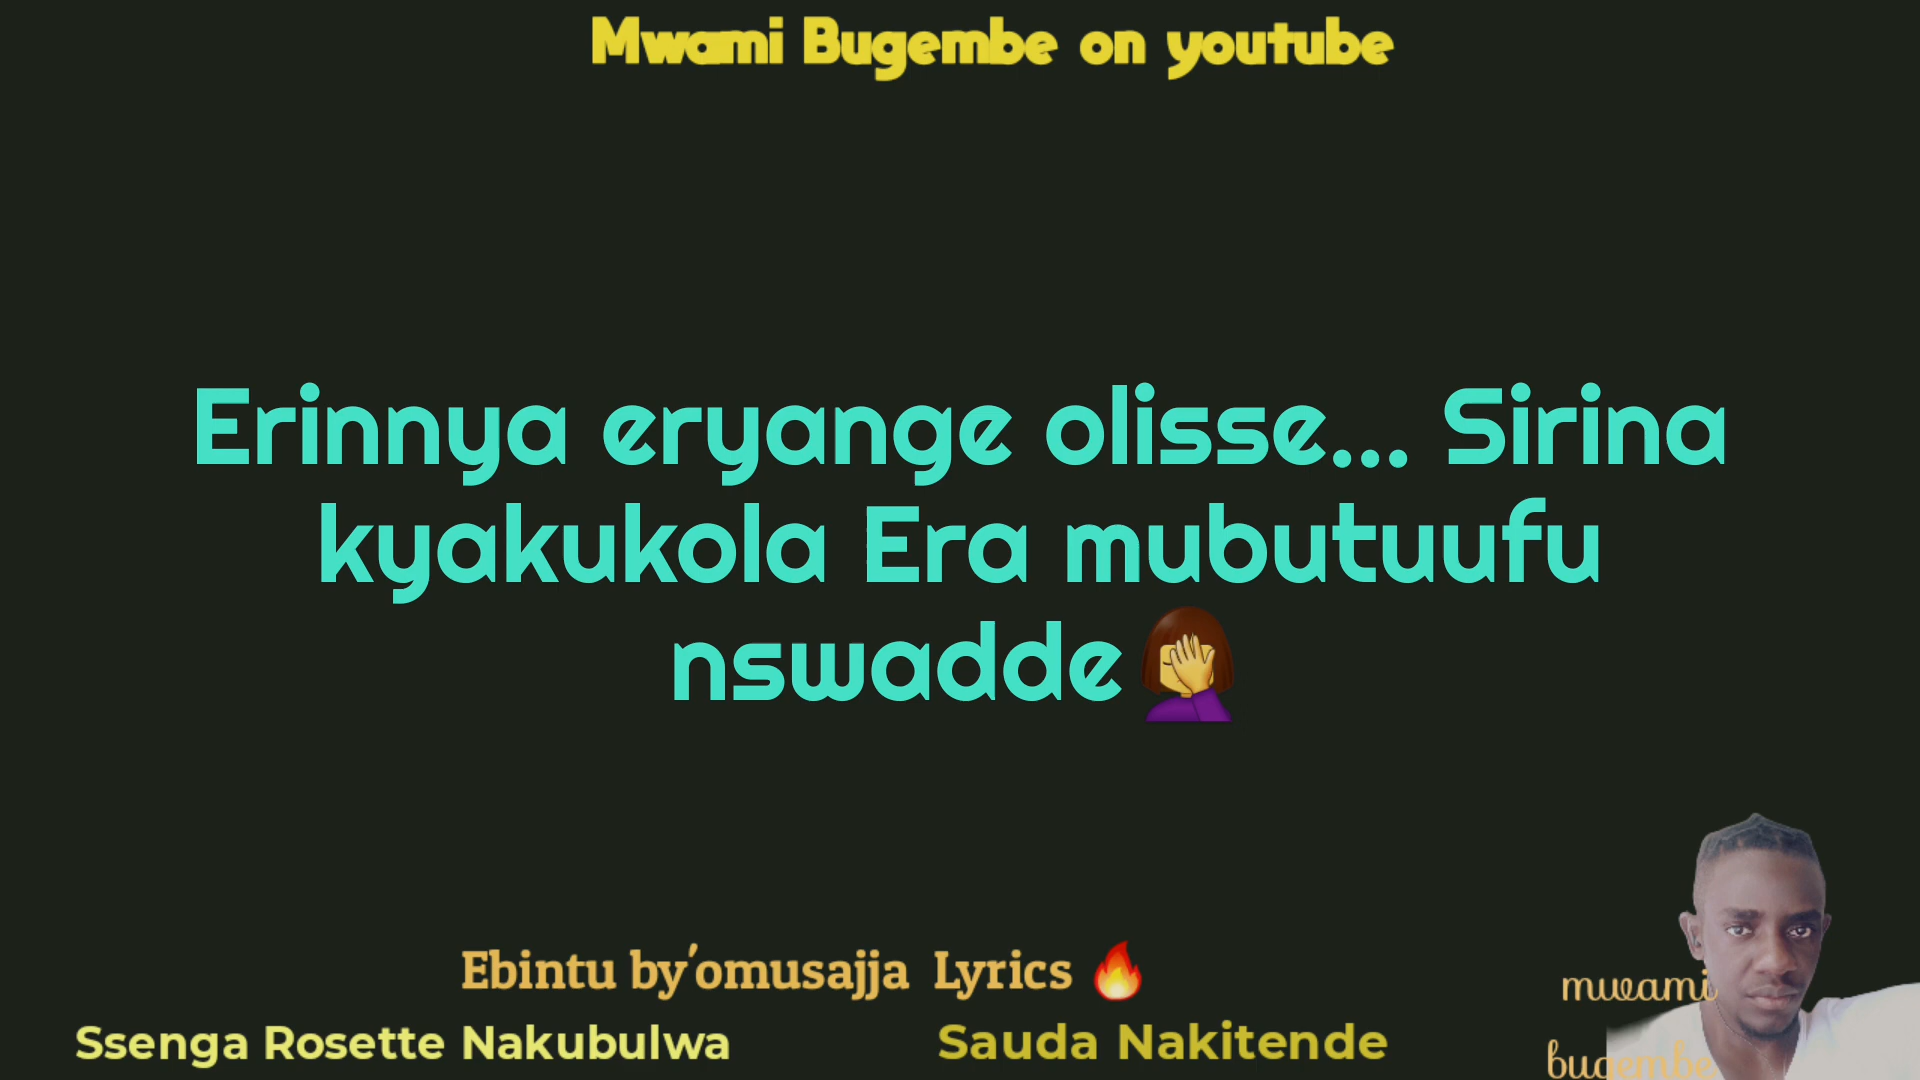 Mwami Bugembe on youtube
Erinnya eryange olisse... Sirina
kyakukola Era mubutuufu
nswadde🤦‍♀️
Ebintu by'omusajja Lyrics 🔥
Ssenga Rosette Nakubulwa
Sauda Nakitende
mwami
bugembe